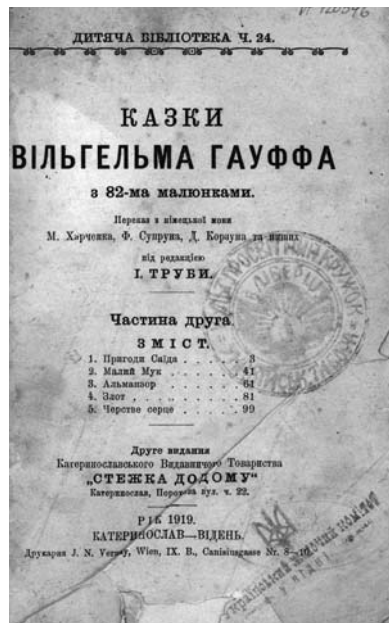 ДИТЯЧА БІБЛІОТЕКА Ч. 24.
КАЗКИ
ВІЛЬГЕЛЬМА ГАУФФА
з 82-ма малюнками.
Переказ з німецької мови
М. Харченка, Ф. Супруна, Д. Корзуна та инших
під редакцією
І. ТРУБИ.
Частина друга.
ЗМІСТ.
1. Пригоди Саїда . . . . . . 3
2. Малий Мук . . . . . . . 41
3. Альманзор . . . . . . . 61
4. Злот . . . . . . . . . 81
5. Черстве серце . . . . . . 99
Друге видання
Катеринославського Видавничого Товариства
„СТЕЖКА ДОДОМУ“
Катеринослав, вул. ч. 22.
РІК 1919.
КАТЕРИНОСЛАВ—ВІДЕНЬ.
Друкарня J. N. Vernay, Wien, IX. B., Canisiusgasse Nr. 8—10.